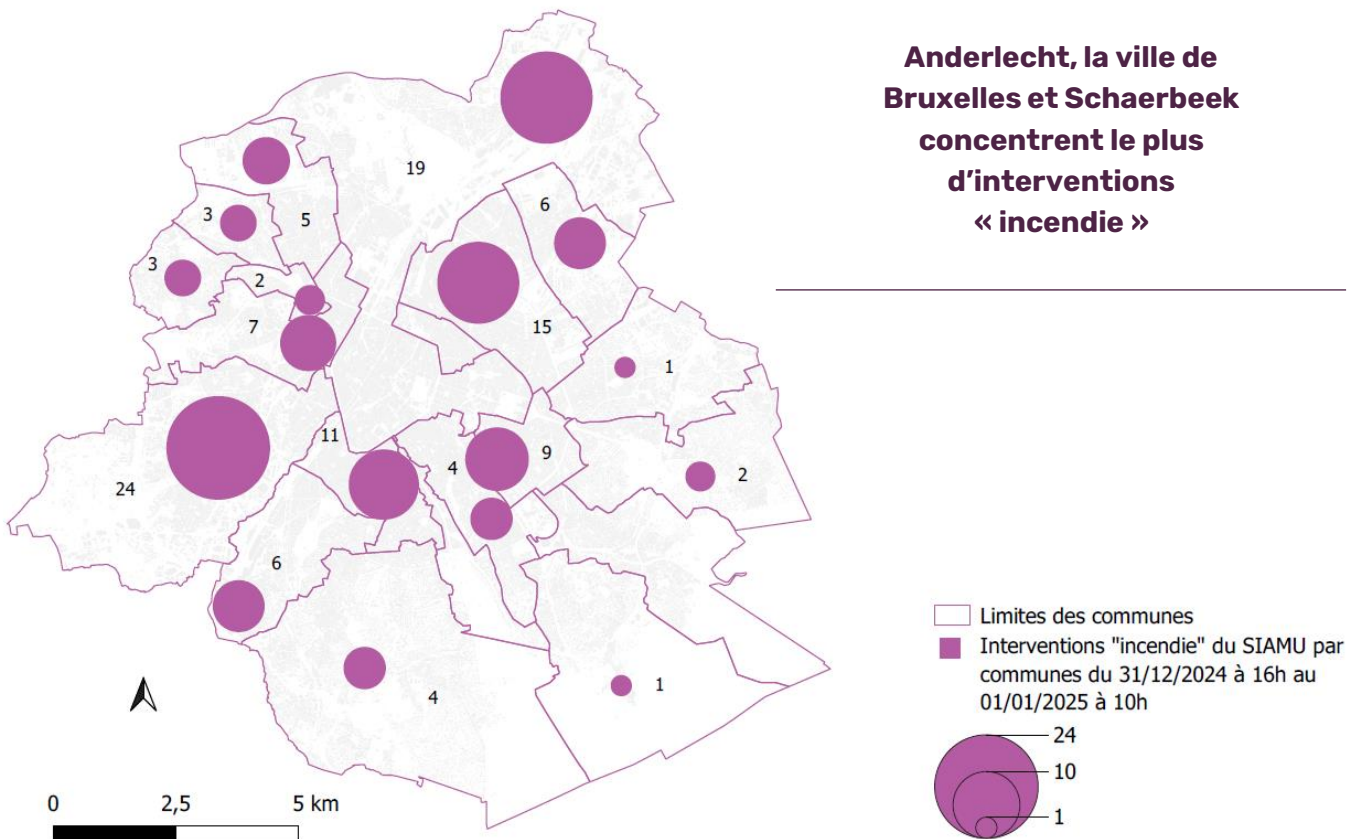 Anderlecht, la ville de
Bruxelles et Schaerbeek
concentrent le plus
d’interventions
« incendie »
19
6
3
5
3
2
7
15
1
11
4
9
2
24
6
4
1
Limites des communes
Interventions "incendie" du SIAMU par
communes du 31/12/2024 à 16h au
01/01/2025 à 10h
24
10
1
0 2,5 5 km